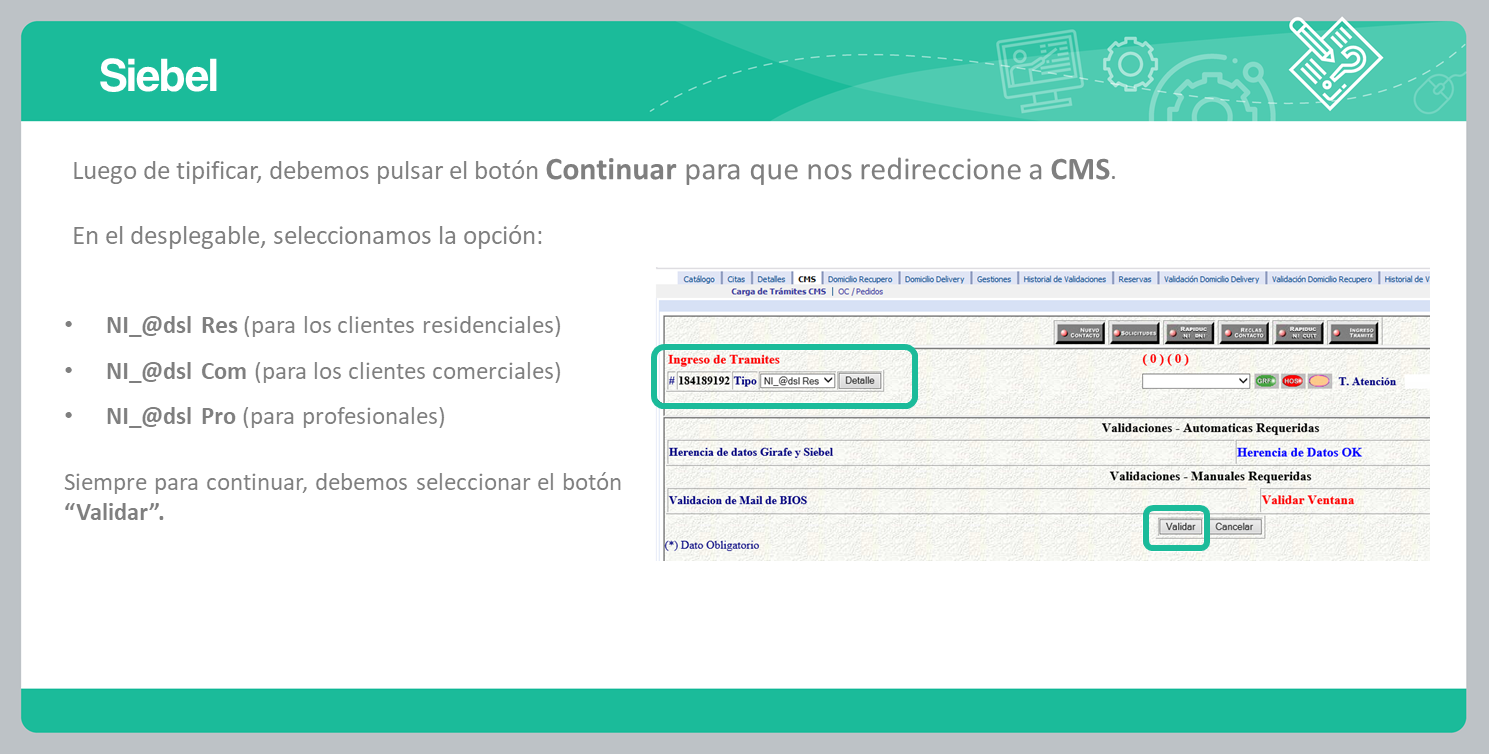 Siebel
Luego de tipificar, debemos pulsar el botón Continuar para que nos redireccione a CMS.
En el desplegable, seleccionamos la opción:
• NI_@dsl Res (para los clientes residenciales)
• NI_@dsl Com (para los clientes comerciales)
• NI_@dsl Pro (para profesionales)
Siempre para continuar, debemos seleccionar el botón
“Validar”.
Catálogo | Citas | Detalles | CMS | Domicilio Recupero | Domicilio Delivery | Gestiones | Historial de Validaciones | Reservas | Validación Domicilio Delivery | Validación Domicilio Recupero | Historial de V
Carga de Trámites CMS | OC / Pedidos
NUEVO CONTACTO SOLICITUDES RAPIDUC NI DNI RECLAS CONTACTO RAPIDUC NI CUIT INGRESO TRAMITE
Ingreso de Tramites ( 0 ) ( 0 )
# 184189192 Tipo NI_@dsl Res Detalle T. Atención
Validaciones - Automaticas Requeridas
Herencia de datos Girafe y Siebel Herencia de Datos OK
Validaciones - Manuales Requeridas
Validacion de Mail de BIOS Validar Ventana
Validar Cancelar
(*) Dato Obligatorio